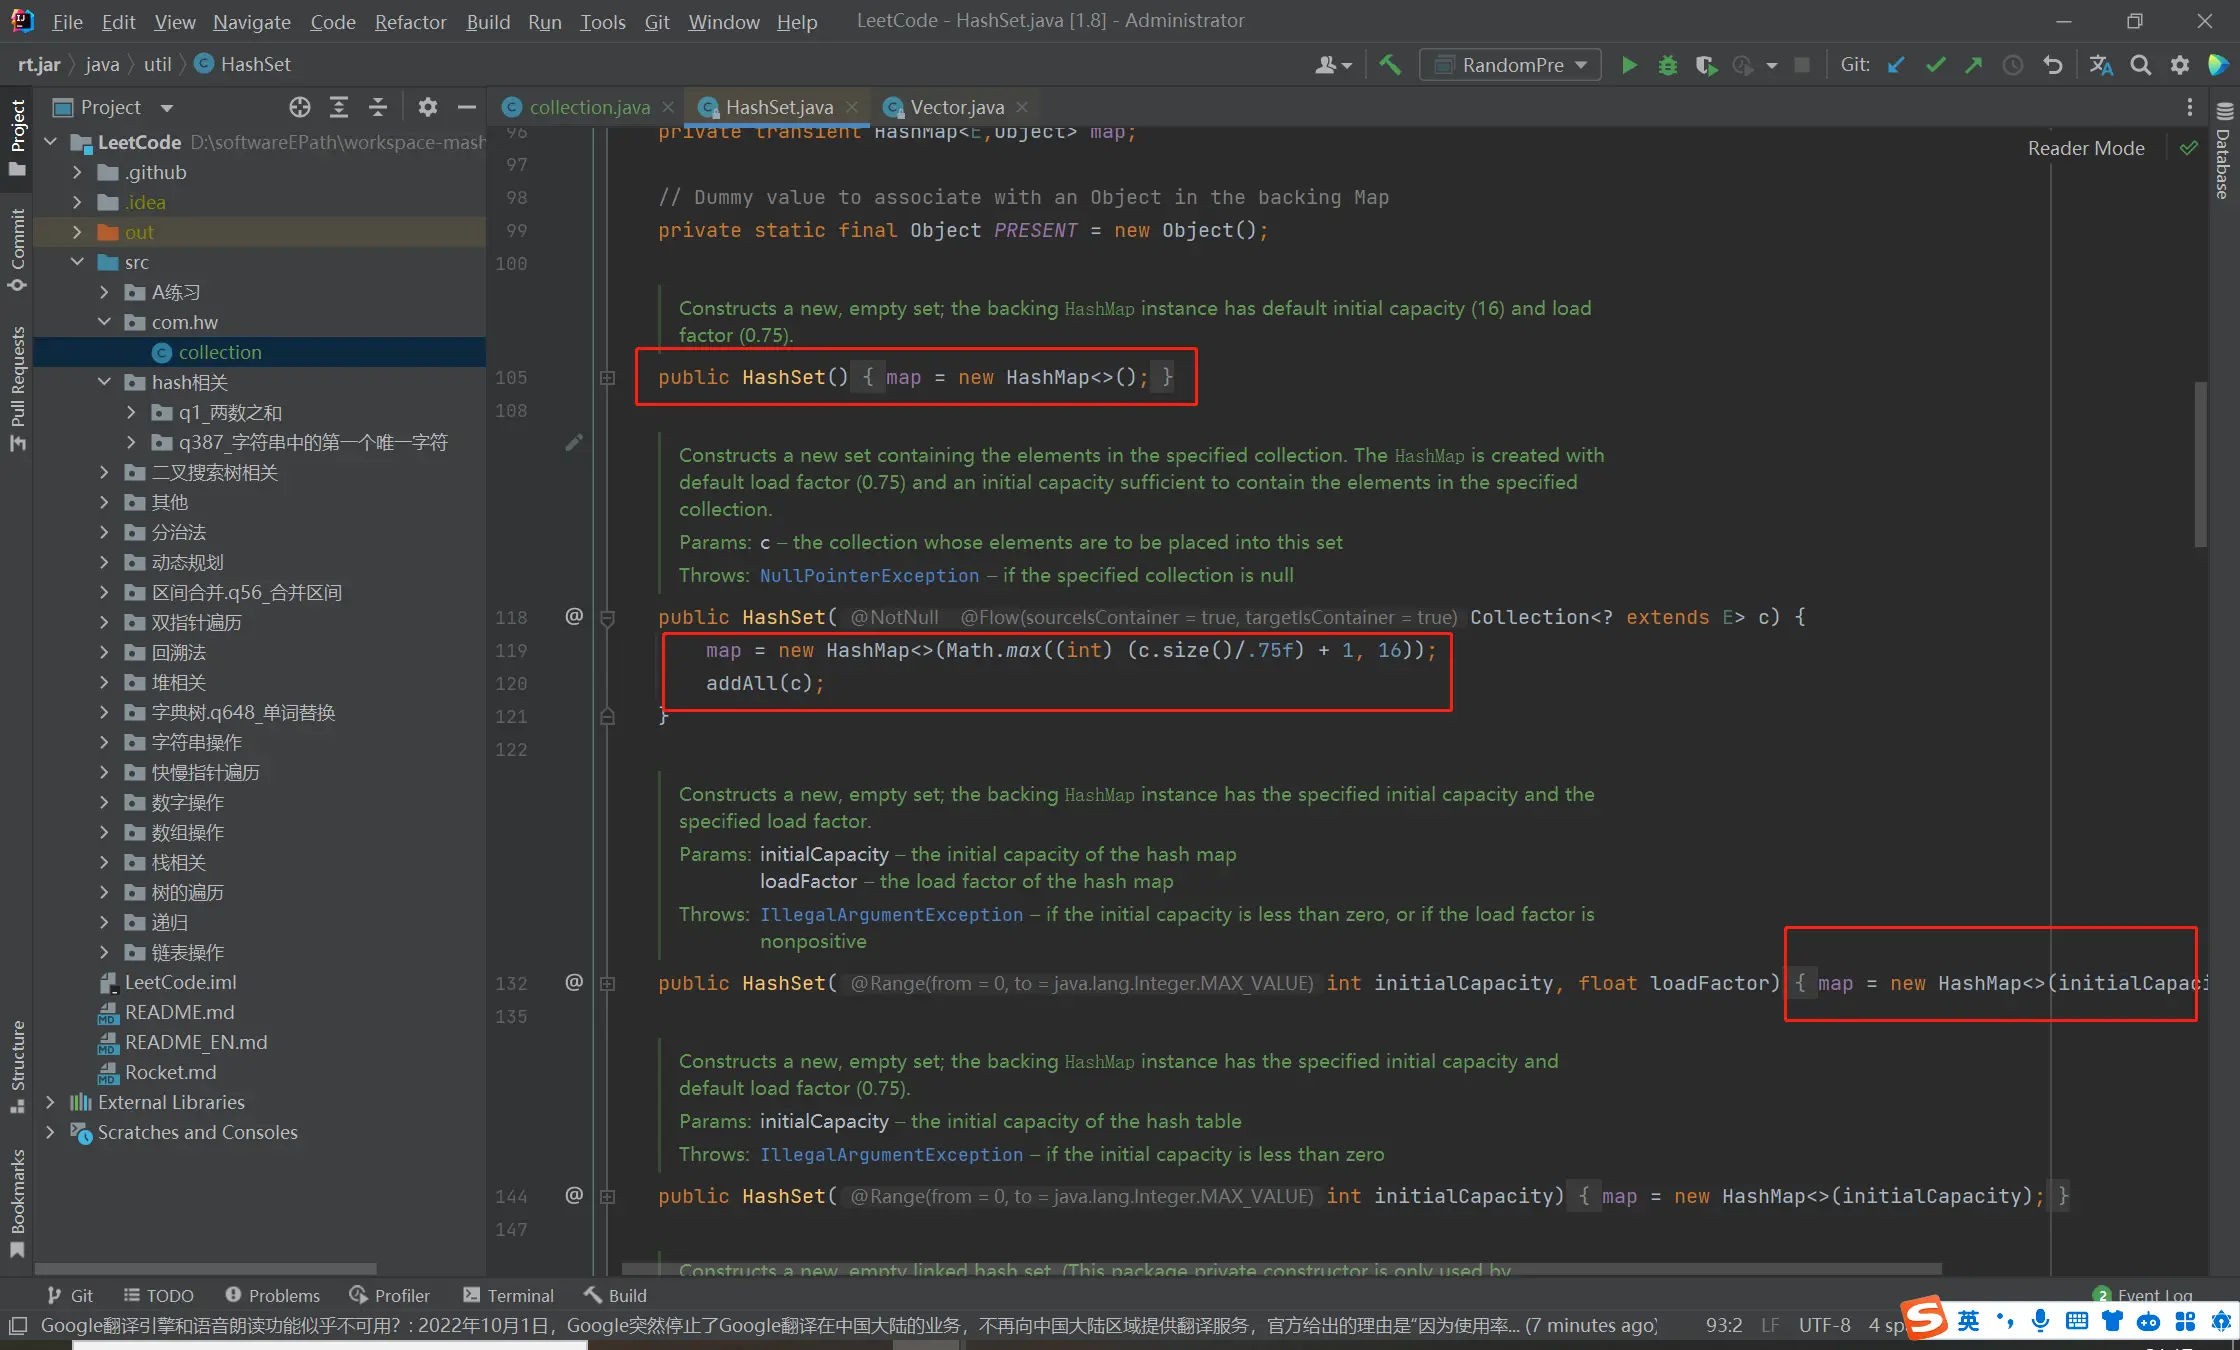 File Edit View Navigate Code Refactor Build Run Tools Git Window Help LeetCode - HashSet.java [1.8] - Administrator
rt.jar java util HashSet RandomPre Git:
Project
collection.java HashSet.java Vector.java
LeetCode D:\softwareEPath\workspace-mash
.github
.idea
out
src
A练习
com.hw
collection
hash相关
q1_两数之和
q387_字符串中的第一个唯一字符
二叉搜索树相关
其他
分治法
动态规划
区间合并.q56_合并区间
双指针遍历
回溯法
堆相关
字典树.q648_单词替换
字符串操作
快慢指针遍历
数字操作
数组操作
栈相关
树的遍历
递归
链表操作
LeetCode.iml
README.md
README_EN.md
Rocket.md
External Libraries
Scratches and Consoles
Project
Commit
Pull Requests
Structure
Bookmarks
96 private transient HashMap<E,Object> map;
Reader Mode
97
98 // Dummy value to associate with an Object in the backing Map
99 private static final Object PRESENT = new Object();
100
Constructs a new, empty set; the backing HashMap instance has default initial capacity (16) and load
factor (0.75).
105 public HashSet() { map = new HashMap<>(); }
108
Constructs a new set containing the elements in the specified collection. The HashMap is created with
default load factor (0.75) and an initial capacity sufficient to contain the elements in the specified
collection.
Params: c – the collection whose elements are to be placed into this set
Throws: NullPointerException – if the specified collection is null
118 @ public HashSet( @NotNull @Flow(sourceIsContainer = true, targetIsContainer = true) Collection<? extends E> c) {
119 map = new HashMap<>(Math.max((int) (c.size()/.75f) + 1, 16));
120 addAll(c);
121 }
122
Constructs a new, empty set; the backing HashMap instance has the specified initial capacity and the
specified load factor.
Params: initialCapacity – the initial capacity of the hash map
loadFactor – the load factor of the hash map
Throws: IllegalArgumentException – if the initial capacity is less than zero, or if the load factor is
nonpositive
132 @ public HashSet( @Range(from = 0, to = java.lang.Integer.MAX_VALUE) int initialCapacity, float loadFactor) { map = new HashMap<>(initialCapaci
135
Constructs a new, empty set; the backing HashMap instance has the specified initial capacity and
default load factor (0.75).
Params: initialCapacity – the initial capacity of the hash table
Throws: IllegalArgumentException – if the initial capacity is less than zero
144 @ public HashSet( @Range(from = 0, to = java.lang.Integer.MAX_VALUE) int initialCapacity) { map = new HashMap<>(initialCapacity); }
147
Constructs a new, empty linked hash set. (This package private constructor is only used by
Database
Git TODO Problems Profiler Terminal Build 2 Event Log
Google翻译引擎和语音朗读功能似乎不可用? : 2022年10月1日，Google突然停止了Google翻译在中国大陆的业务，不再向中国大陆区域提供翻译服务，官方给出的理由是“因为使用率... (7 minutes ago) 93:2 LF UTF-8 4 sp
S 英